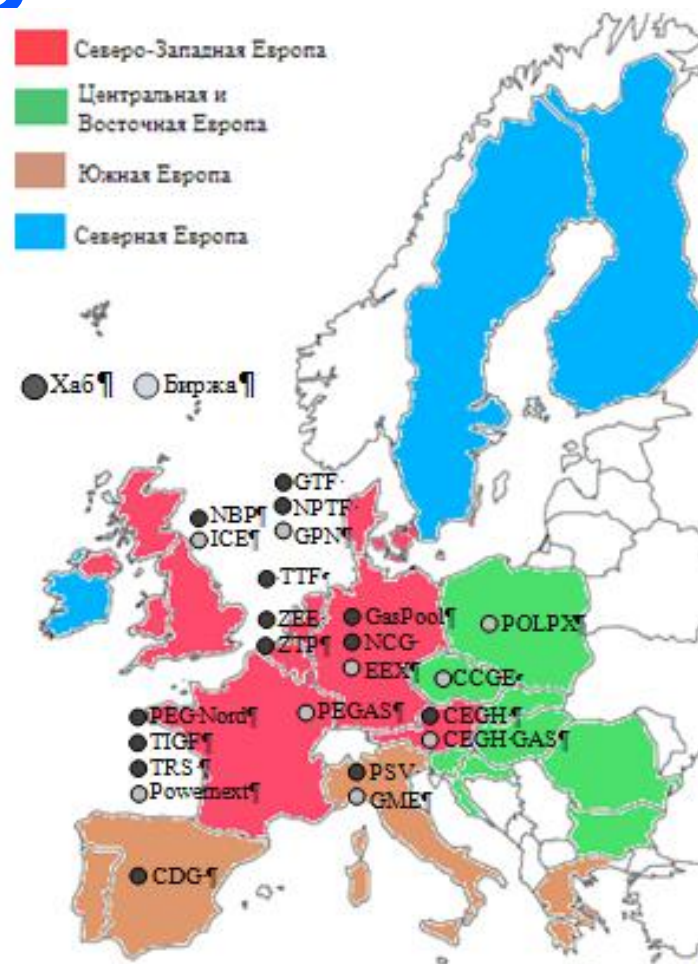 Северо-Западная Европа
Центральная и
Восточная Европа
Южная Европа
Северная Европа
Хаб¶ Биржа¶
GTF·
NPTF·
GPN¶
NBP¶
ICE¶
TTF·
ZEE·
ZTP¶
GasPool¶
NCG·
EEX¶
POLPX¶
CCGE·
PEGAS¶
CEGH·¶
CEGH·GAS¶
PEG·Nord¶
TIGF¶
TRS·¶
Powernext¶
PSV·
GME¶
CDG·¶